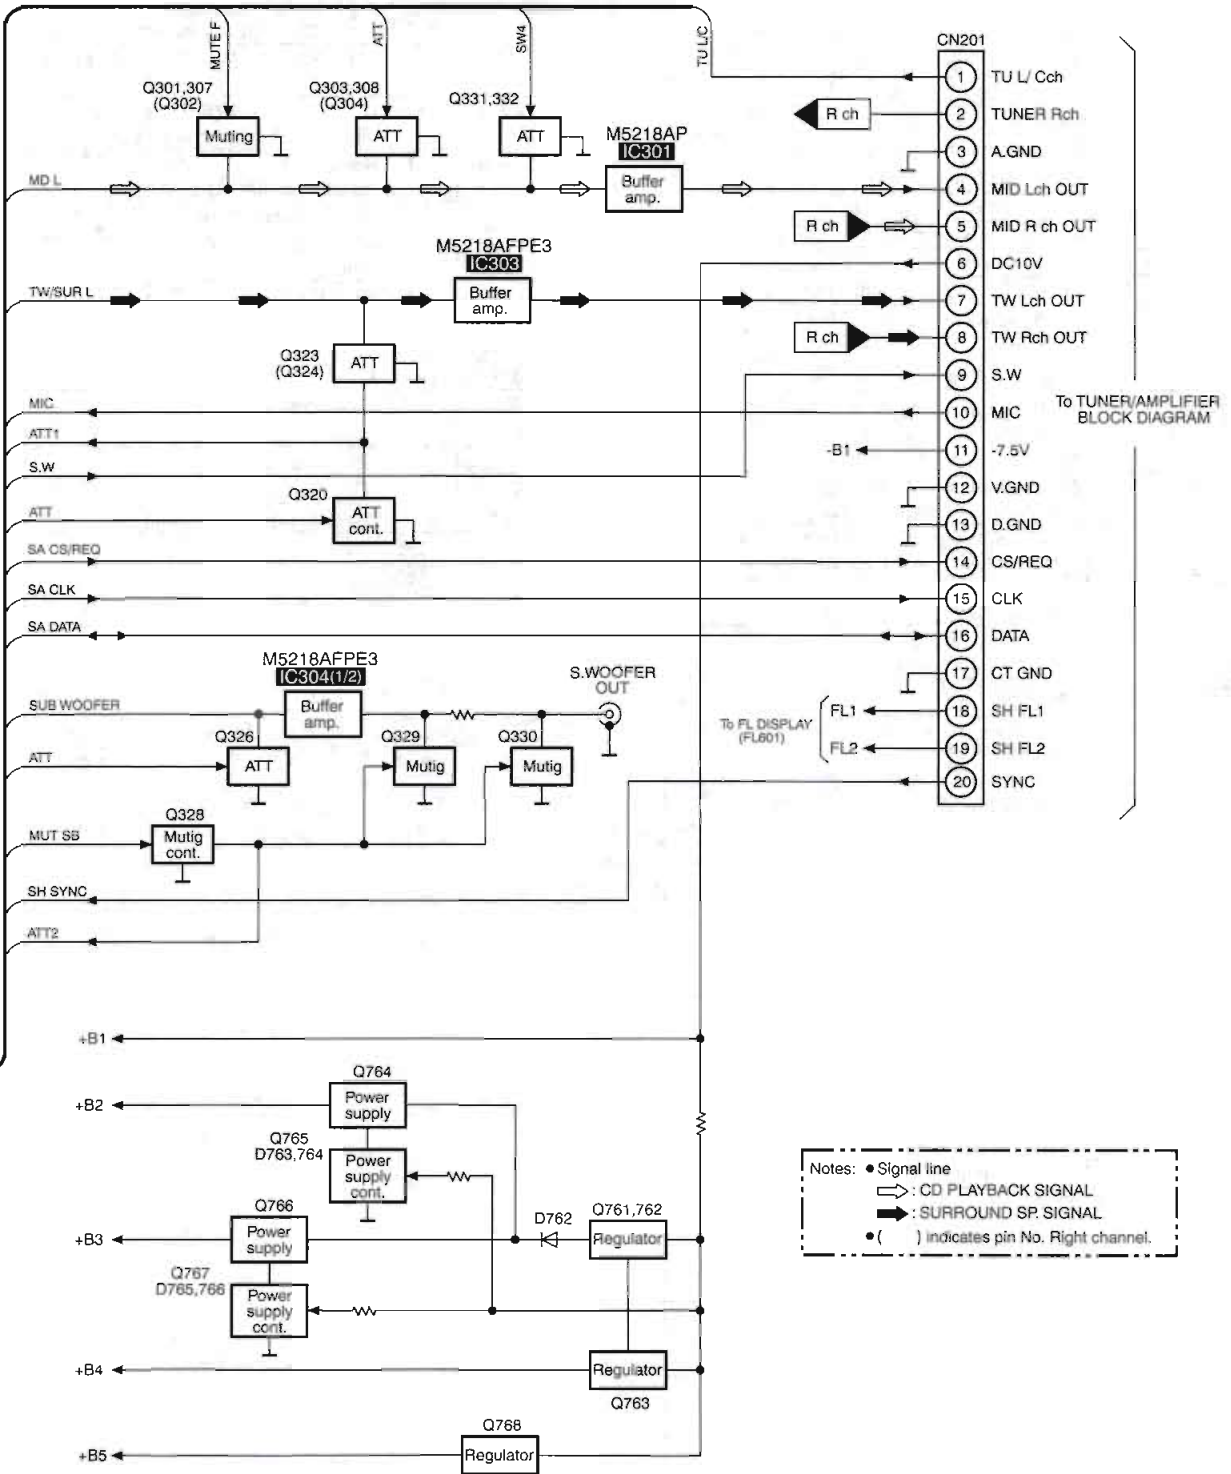 MUTE F
ATT
SW4
TU L/C
CN201
Q301,307
(Q302)
Q303,308
(Q304)
Q331,332
Muting
ATT
ATT
M5218AP
IC301
Buffer
amp.
MD L
1 TU L/ Cch
R ch
2 TUNER Rch
3 A.GND
4 MID Lch OUT
R ch
5 MID R ch OUT
6 DC10V
M5218AFPE3
IC303
Buffer
amp.
TW/SUR L
7 TW Lch OUT
R ch
8 TW Rch OUT
Q323
(Q324)
ATT
9 S.W
MIC
10 MIC
To TUNER/AMPLIFIER
BLOCK DIAGRAM
ATT1
-B1
11 -7.5V
S.W
12 V.GND
Q320
ATT
cont.
ATT
13 D.GND
SA CS/REQ
14 CS/REQ
SA CLK
15 CLK
SA DATA
16 DATA
M5218AFPE3
IC304(1/2)
Buffer
amp.
S.WOOFER
OUT
17 CT GND
SUB WOOFER
To FL DISPLAY
(FL601)
FL1
18 SH FL1
FL2
19 SH FL2
Q326
ATT
Q329
Mutig
Q330
Mutig
ATT
20 SYNC
Q328
Mutig
cont.
MUT SB
SH SYNC
ATT2
+B1
Q764
Power
supply
+B2
Q765
D763,764
Power
supply
cont.
Q766
Power
supply
D762
Q761,762
Regulator
+B3
Q767
D765,766
Power
supply
cont.
+B4
Regulator
Q763
Q768
+B5
Regulator
Notes: ● Signal line
: CD PLAYBACK SIGNAL
: SURROUND SP. SIGNAL
● ( ) indicates pin No. Right channel.